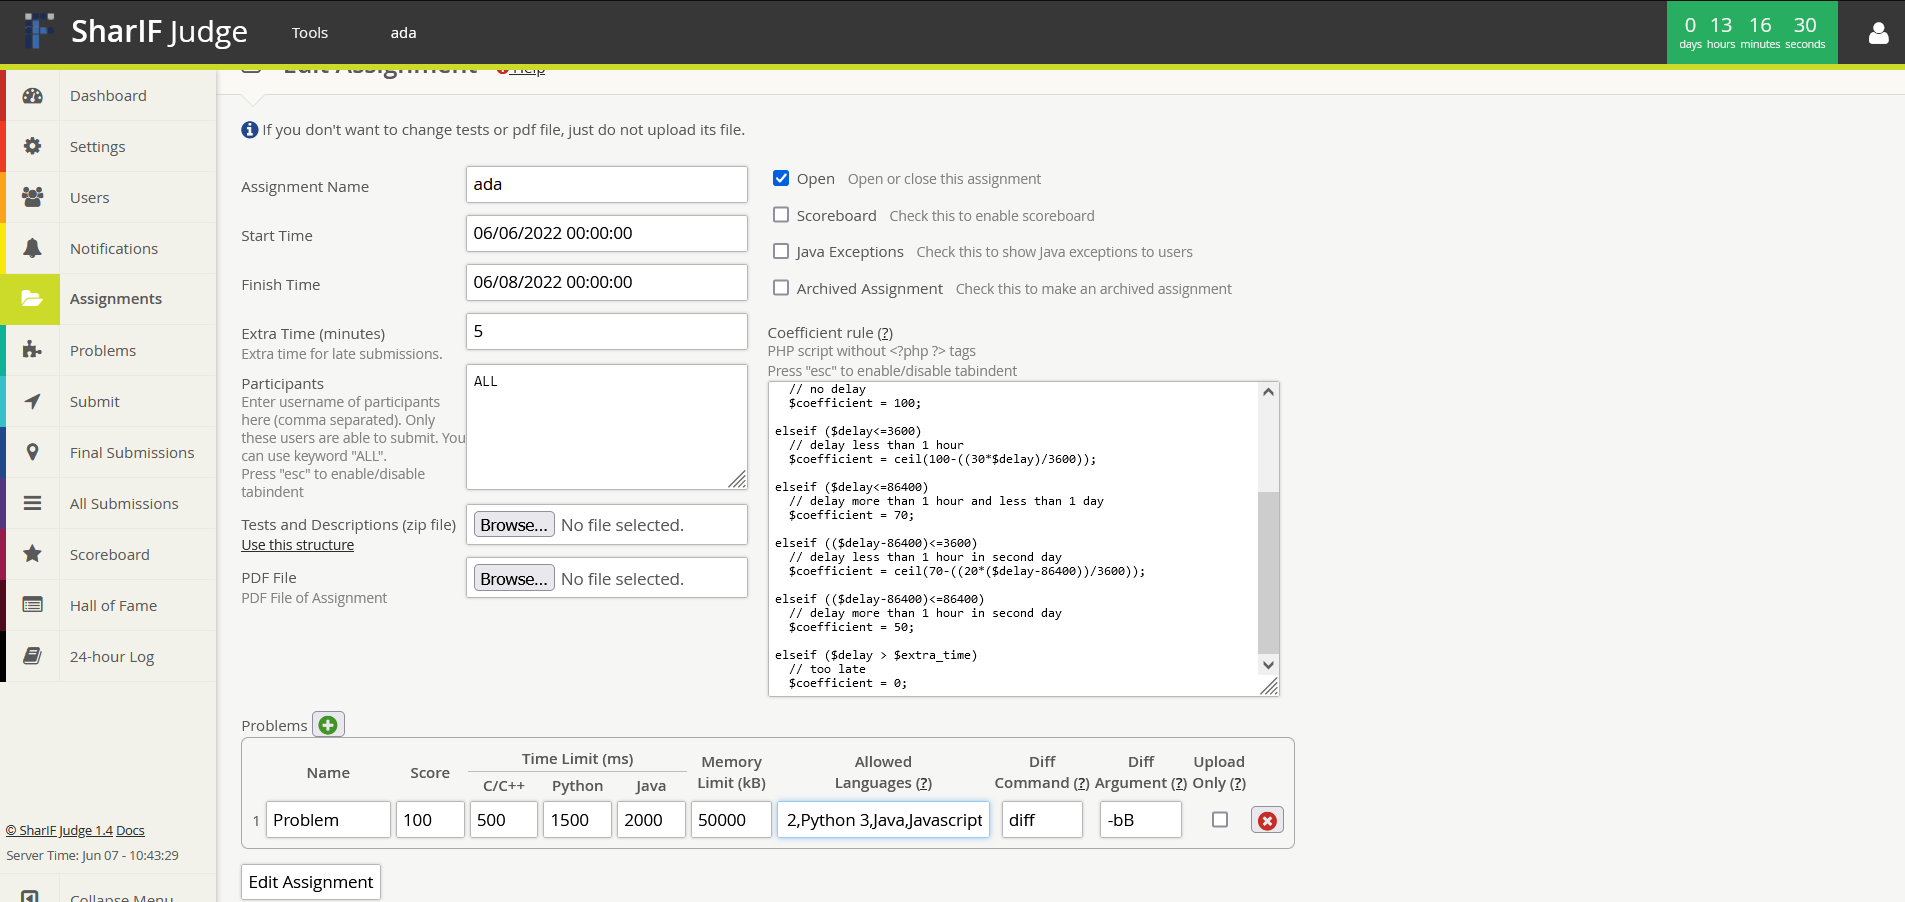 SharIF Judge
Tools
ada
0 13 16 30
days hours minutes seconds
Edit Assignment Help
Dashboard
Settings
Users
Notifications
Assignments
Problems
Submit
Final Submissions
All Submissions
Scoreboard
Hall of Fame
24-hour Log
© SharIF Judge 1.4 Docs
Server Time: Jun 07 - 10:43:29
Collapse Menu
If you don't want to change tests or pdf file, just do not upload its file.
Assignment Name
ada
Start Time
06/06/2022 00:00:00
Finish Time
06/08/2022 00:00:00
Extra Time (minutes)
Extra time for late submissions.
5
Participants
Enter username of participants
here (comma separated). Only
these users are able to submit. You
can use keyword "ALL".
Press "esc" to enable/disable
tabindent
ALL
Tests and Descriptions (zip file)
Use this structure
Browse... No file selected.
PDF File
PDF File of Assignment
Browse... No file selected.
Open Open or close this assignment
Scoreboard Check this to enable scoreboard
Java Exceptions Check this to show Java exceptions to users
Archived Assignment Check this to make an archived assignment
Coefficient rule (?)
PHP script without <?php ?> tags
Press "esc" to enable/disable tabindent
// no delay
$coefficient = 100;
elseif ($delay<=3600)
// delay less than 1 hour
$coefficient = ceil(100-((30*$delay)/3600));
elseif ($delay<=86400)
// delay more than 1 hour and less than 1 day
$coefficient = 70;
elseif (($delay-86400)<=3600)
// delay less than 1 hour in second day
$coefficient = ceil(70-((20*($delay-86400))/3600));
elseif (($delay-86400)<=86400)
// delay more than 1 hour in second day
$coefficient = 50;
elseif ($delay > $extra_time)
// too late
$coefficient = 0;
Problems
Name
Score
Time Limit (ms)
C/C++ Python Java
Memory
Limit (kB)
Allowed
Languages (?)
Diff
Command (?)
Diff
Argument (?)
Upload
Only (?)
1 Problem 100 500 1500 2000 50000 2,Python 3,Java,Javascript diff -bB
Edit Assignment